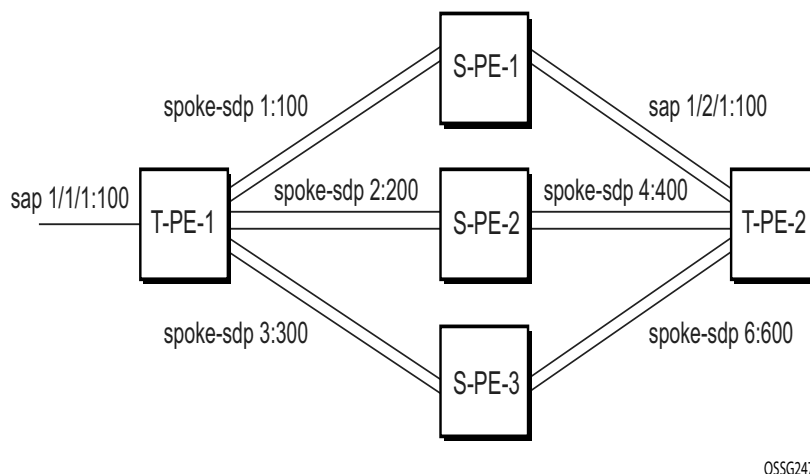 S-PE-1
spoke-sdp 1:100
sap 1/2/1:100
sap 1/1/1:100
T-PE-1
spoke-sdp 2:200
S-PE-2
spoke-sdp 4:400
T-PE-2
spoke-sdp 3:300
spoke-sdp 6:600
S-PE-3
OSSG247